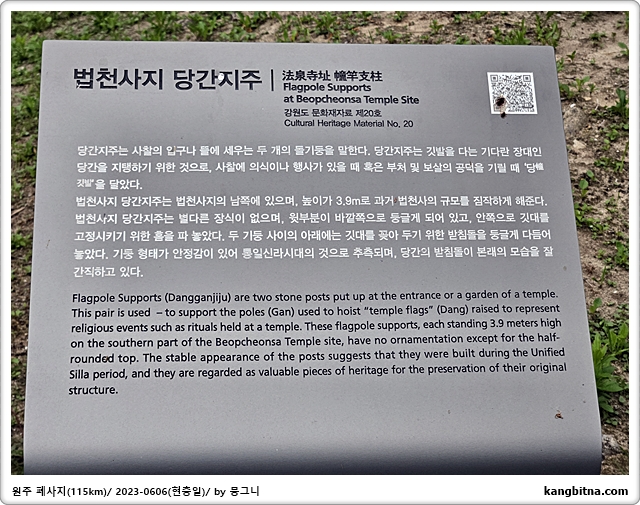 법천사지 당간지주
法泉寺址 幢竿支柱
Flagpole Supports
at Beopcheonsa Temple Site
강원도 문화재자료 제20호
Cultural Heritage Material No. 20
당간지주는 사찰의 입구나 뜰에 세우는 두 개의 돌기둥을 말한다. 당간지주는 깃발을 다는 기다란 장대인
당간을 지탱하기 위한 것으로, 사찰에 의식이나 행사가 있을 때 혹은 부처 및 보살의 공덕을 기릴 때 '당幢
깃발'을 달았다.
법천사지 당간지주는 법천사지의 남쪽에 있으며, 높이가 3.9m로 과거 법천사의 규모를 짐작하게 해준다.
법천사지 당간지주는 별다른 장식이 없으며, 윗부분이 바깥쪽으로 둥글게 되어 있고, 안쪽으로 깃대를
고정시키기 위한 홈을 파 놓았다. 두 기둥 사이의 아래에는 깃대를 꽂아 두기 위한 받침돌을 둥글게 다듬어
놓았다. 기둥 형태가 안정감이 있어 통일신라시대의 것으로 추측되며, 당간의 받침돌이 본래의 모습을 잘
간직하고 있다.
Flagpole Supports (Dangganjiju) are two stone posts put up at the entrance or a garden of a temple.
This pair is used – to support the poles (Gan) used to hoist “temple flags” (Dang) raised to represent
religious events such as rituals held at a temple. These flagpole supports, each standing 3.9 meters high
on the southern part of the Beopcheonsa Temple site, have no ornamentation except for the half-
rounded top. The stable appearance of the posts suggests that they were built during the Unified
Silla period, and they are regarded as valuable pieces of heritage for the preservation of their original
structure.
원주 폐사지(115km)/ 2023-0606(현충일)/ by 뭉그니
kangbitna.com